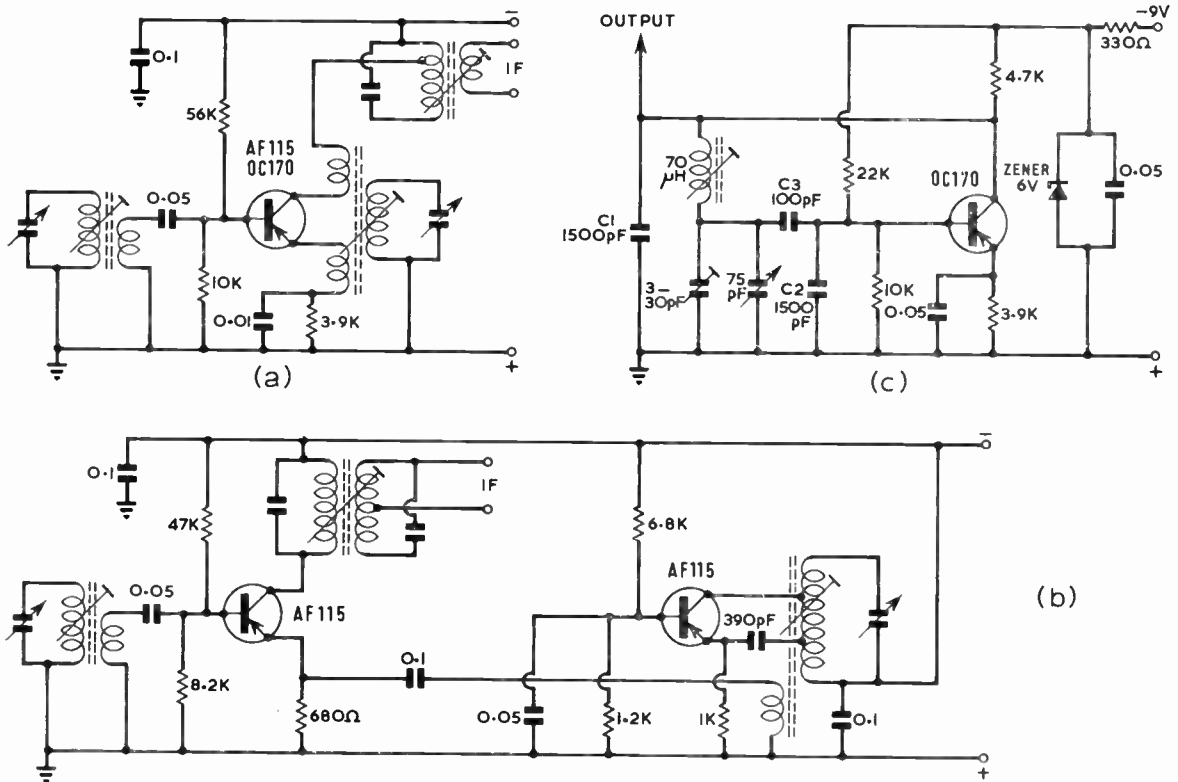 −
0·1
56K
AF115
OC170
IF
0·05
10K
0·01
3.9K
+
(a)
OUTPUT
−9V
330Ω
4.7K
70
µH
C3
100pF
22K
OC170
ZENER
6V
0·05
C1
1500pF
3–
30pF
75
pF
C2
1500
pF
10K
0·05
3.9K
+
(c)
−
0·1
47K
IF
6.8K
AF115
0·05
AF115
390pF
(b)
8·2K
0·1
680Ω
0·05
1·2K
1K
0·1
+